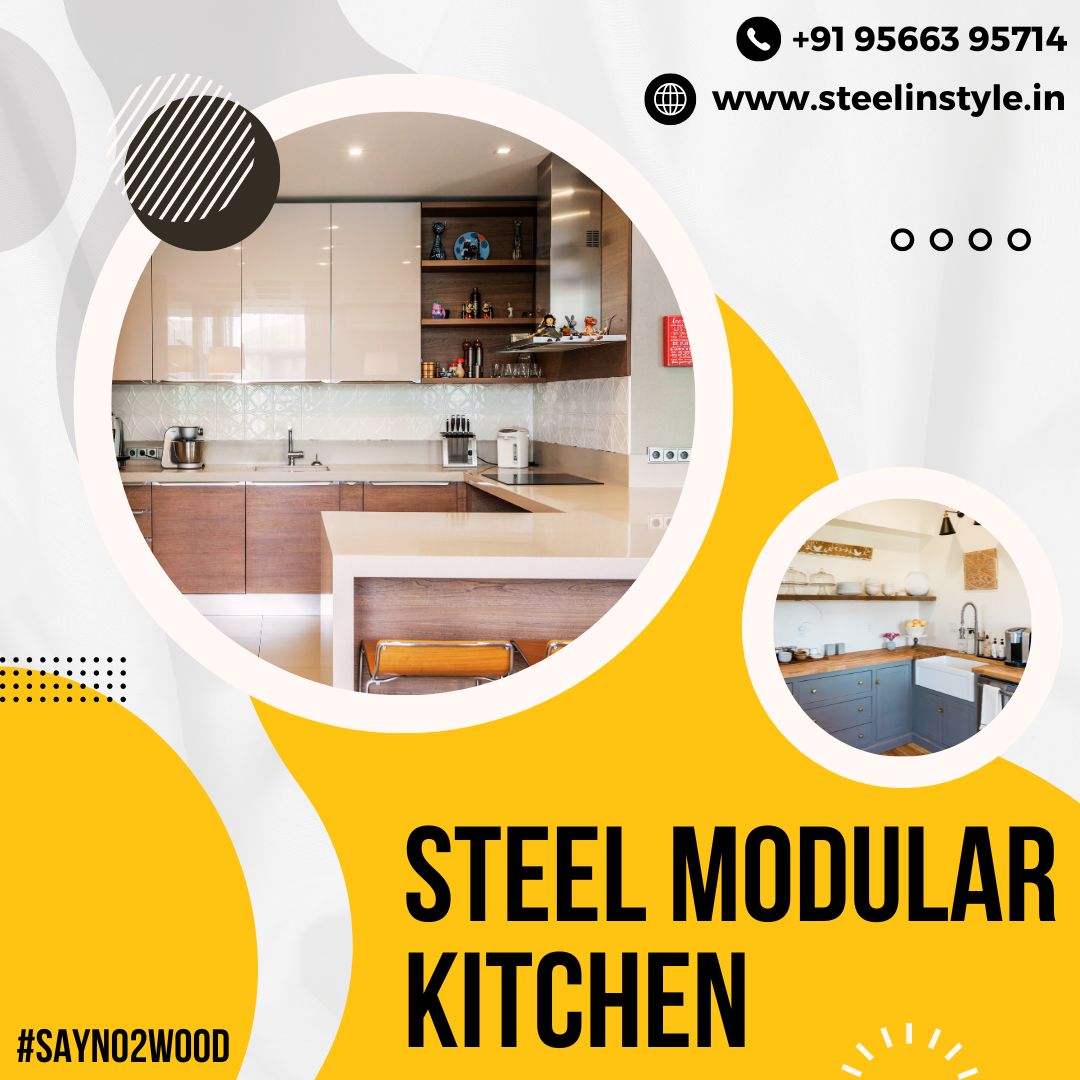 +91 95663 95714
www.steelinstyle.in
STEEL MODULAR
KITCHEN
#SAYNO2WOOD